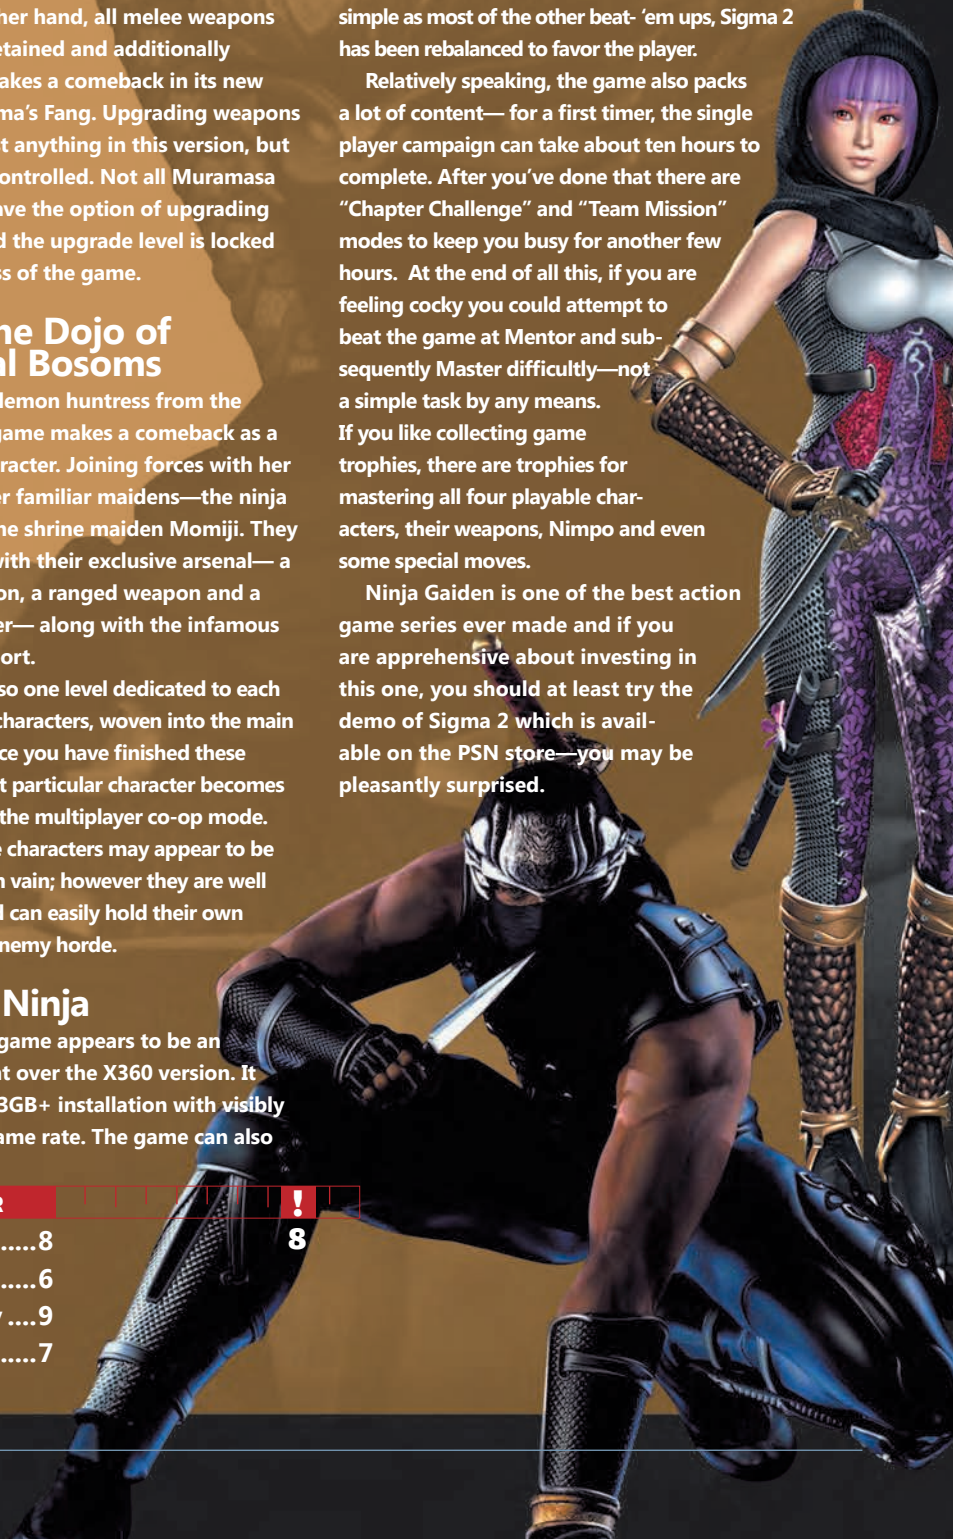 her hand, all melee weapons
etained and additionally
akes a comeback in its new
ma’s Fang. Upgrading weapons
t anything in this version, but
ontrolled. Not all Muramasa
ave the option of upgrading
d the upgrade level is locked
ss of the game.
he Dojo of
al Bosoms
demon huntress from the
game makes a comeback as a
racter. Joining forces with her
er familiar maidens—the ninja
ne shrine maiden Momiji. They
with their exclusive arsenal— a
on, a ranged weapon and a
er— along with the infamous
ort.
so one level dedicated to each
characters, woven into the main
ce you have finished these
t particular character becomes
the multiplayer co-op mode.
e characters may appear to be
n vain; however they are well
d can easily hold their own
nemy horde.
Ninja
game appears to be an
nt over the X360 version. It
3GB+ installation with visibly
ame rate. The game can also
simple as most of the other beat- ‘em ups, Sigma 2
has been rebalanced to favor the player.
Relatively speaking, the game also packs
a lot of content— for a first timer, the single
player campaign can take about ten hours to
complete. After you’ve done that there are
“Chapter Challenge” and “Team Mission”
modes to keep you busy for another few
hours. At the end of all this, if you are
feeling cocky you could attempt to
beat the game at Mentor and sub-
sequently Master difficultly—not
a simple task by any means.
If you like collecting game
trophies, there are trophies for
mastering all four playable char-
acters, their weapons, Nimpo and even
some special moves.
Ninja Gaiden is one of the best action
game series ever made and if you
are apprehensive about investing in
this one, you should at least try the
demo of Sigma 2 which is avail-
able on the PSN store—you may be
pleasantly surprised.
R
!
8
.....8
.....6
y ....9
.....7